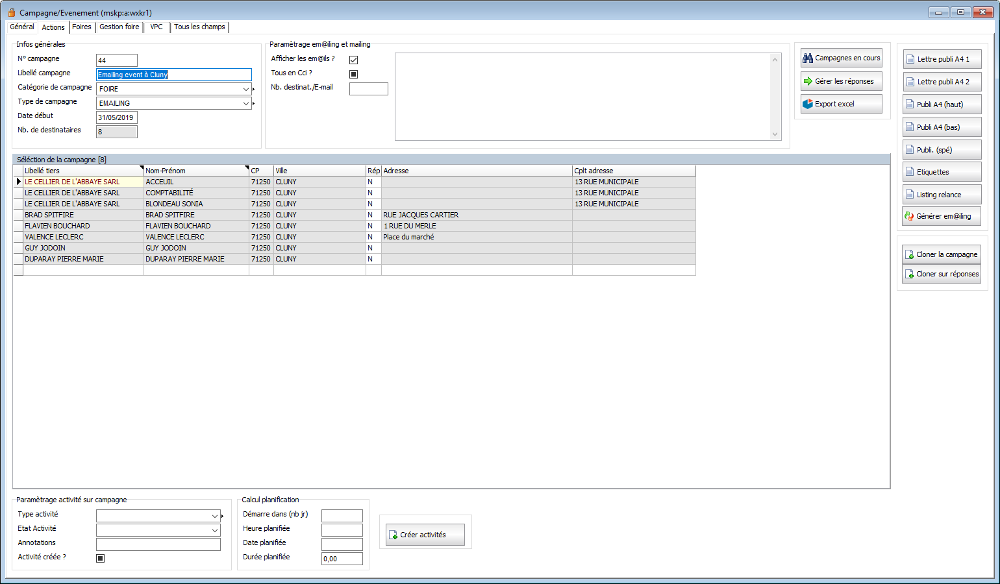 Campagne/Evenement (mskp:a:wxkr1)
Général Actions Foires Gestion foire VPC Tous les champs
Infos générales
N° campagne 44
Libellé campagne Emailing event à Cluny
Catégorie de campagne FOIRE
Type de campagne EMAILING
Date début 31/05/2019
Nb. de destinataires 8
Paramètrage em@iling et mailing
Afficher les em@ils ?
Tous en Cci ?
Nb. destinat./E-mail
Campagnes en cours
Gérer les réponses
Export excel
Lettre publi A4 1
Lettre publi A4 2
Publi A4 (haut)
Publi A4 (bas)
Publi. (spé)
Etiquettes
Listing relance
Générer em@iling
Cloner la campagne
Cloner sur réponses
Séléction de la campagne [8]
Libellé tiers Nom-Prénom CP Ville Rép Adresse Cplt adresse
LE CELLIER DE L'ABBAYE SARL ACCEUIL 71250 CLUNY N 13 RUE MUNICIPALE
LE CELLIER DE L'ABBAYE SARL COMPTABILITÉ 71250 CLUNY N 13 RUE MUNICIPALE
LE CELLIER DE L'ABBAYE SARL BLONDEAU SONIA 71250 CLUNY N 13 RUE MUNICIPALE
BRAD SPITFIRE BRAD SPITFIRE 71250 CLUNY N RUE JACQUES CARTIER
FLAVIEN BOUCHARD FLAVIEN BOUCHARD 71250 CLUNY N 1 RUE DU MERLE
VALENCE LECLERC VALENCE LECLERC 71250 CLUNY N Place du marché
GUY JODOIN GUY JODOIN 71250 CLUNY N
DUPARAY PIERRE MARIE DUPARAY PIERRE MARIE 71250 CLUNY N
Paramètrage activité sur campagne
Type activité
Etat Activité
Annotations
Activité créée ?
Calcul planification
Démarre dans (nb jr)
Heure planifiée
Date planifiée
Durée planifiée 0,00
Créer activités